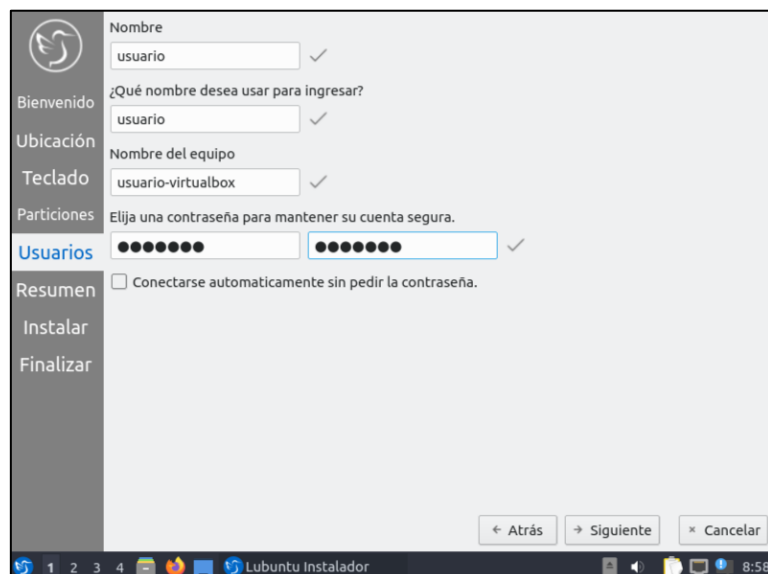 Nombre
usuario
¿Qué nombre desea usar para ingresar?
usuario
Nombre del equipo
usuario-virtualbox
Elija una contraseña para mantener su cuenta segura.
●●●●●●● ●●●●●●●
Conectarse automaticamente sin pedir la contraseña.
Bienvenido
Ubicación
Teclado
Particiones
Usuarios
Resumen
Instalar
Finalizar
Atrás Siguiente Cancelar
1 2 3 4 Lubuntu Instalador 8:58